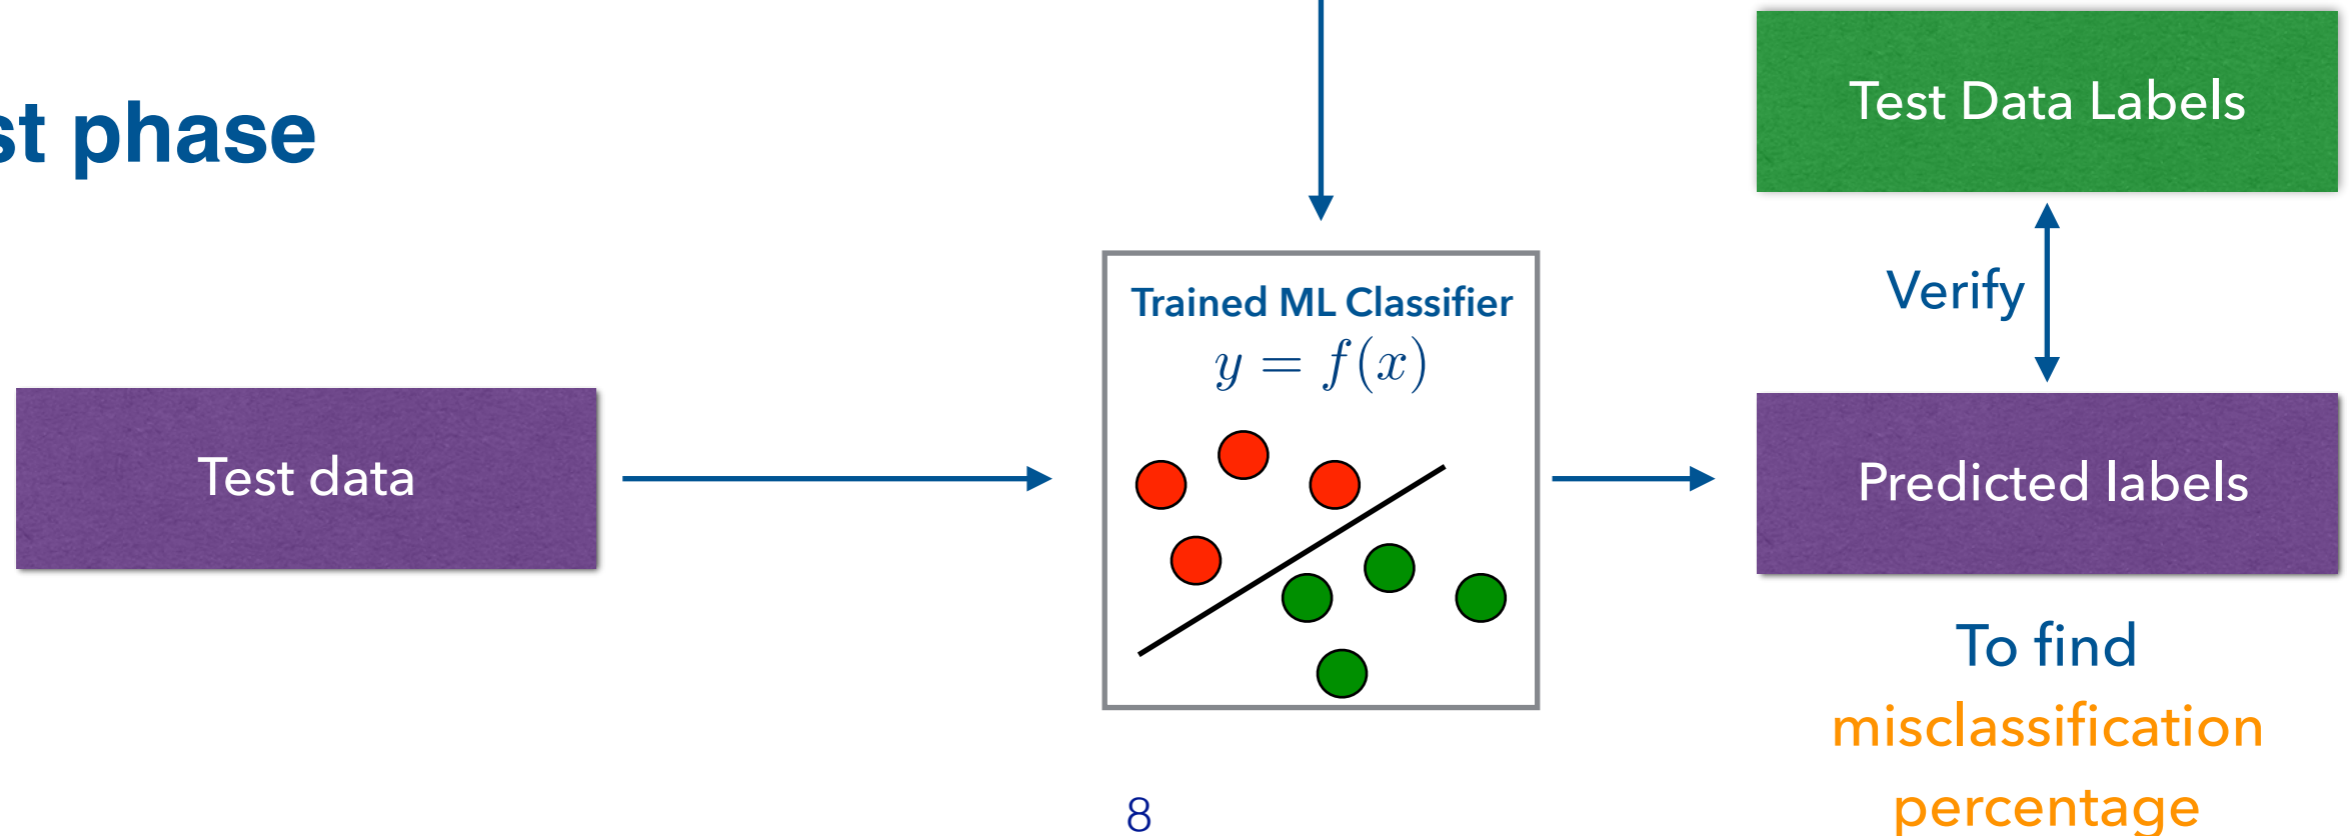 st phase
Test Data Labels
Verify
Trained ML Classifier
y = f(x)
Test data
Predicted labels
To find
misclassification
percentage
8